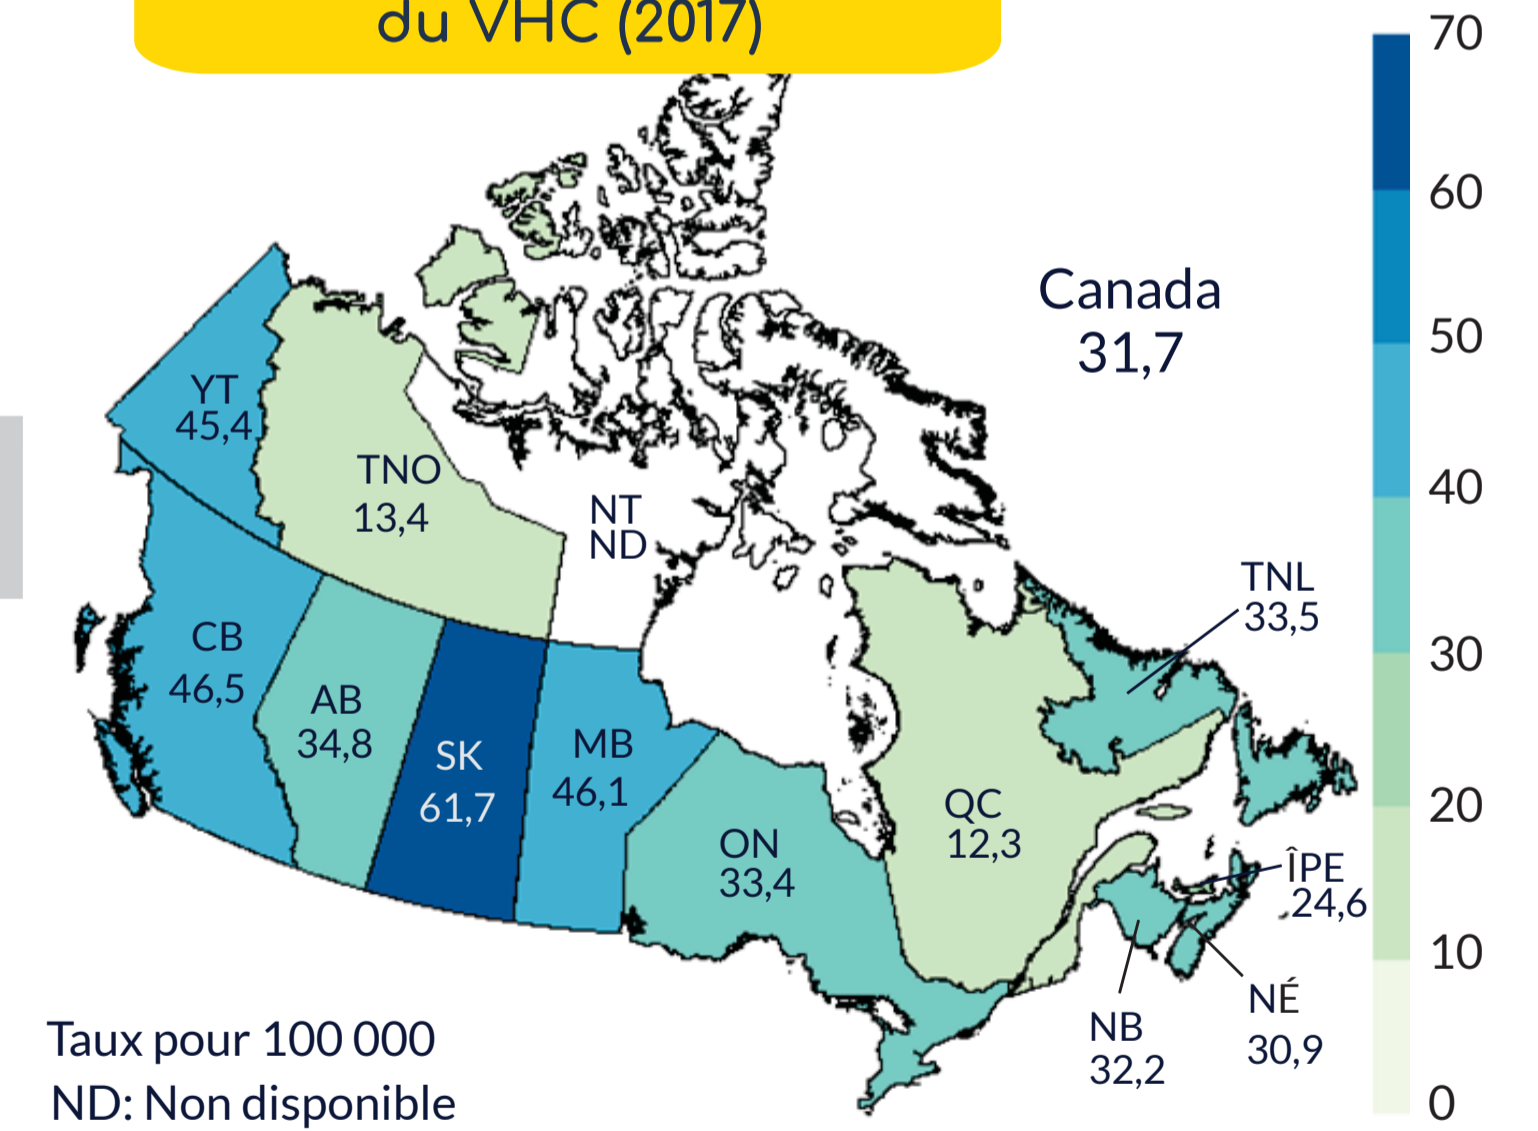 du VHC (2017)
70
60
50
40
30
20
10
0
Canada
31,7
YT
45,4
TNO
13,4
NT
ND
TNL
33,5
CB
46,5
AB
34,8
SK
61,7
MB
46,1
ON
33,4
QC
12,3
ÎPE
24,6
NÉ
30,9
NB
32,2
Taux pour 100 000
ND: Non disponible